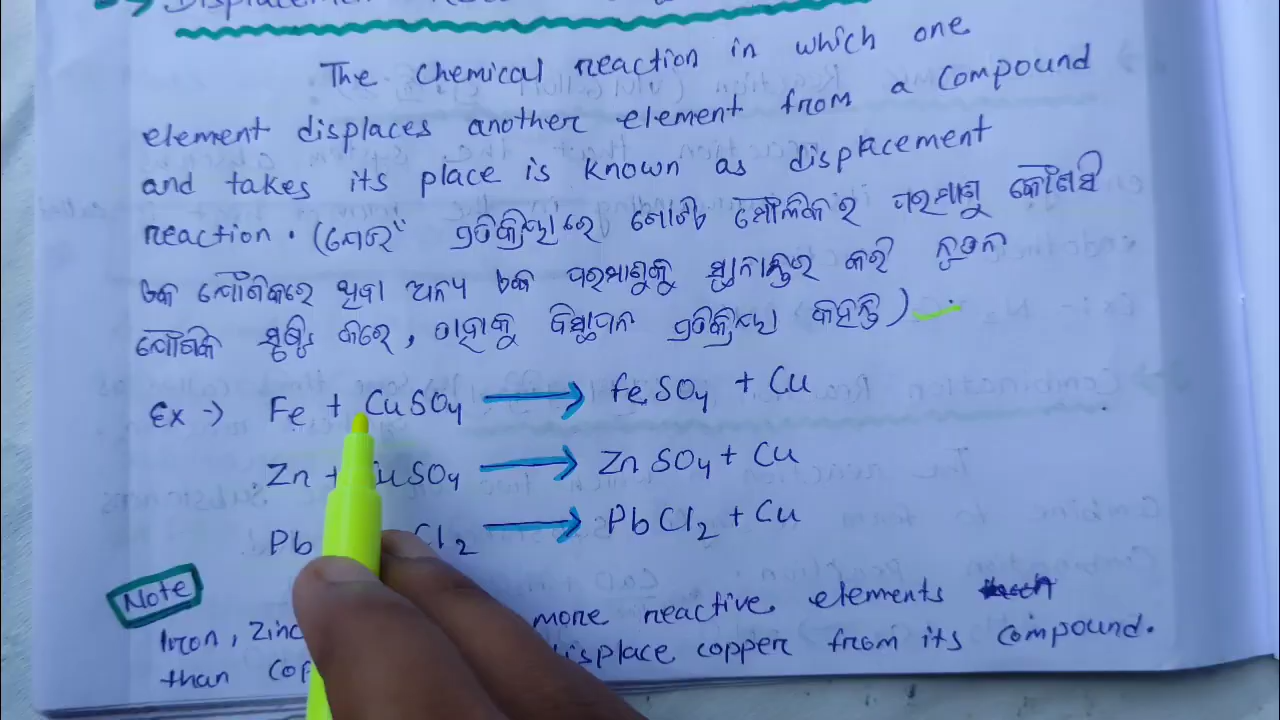 Displacement
The chemical reaction in which one
element displaces another element from a compound
and takes its place is known as displacement
reaction. (ଯେଉଁ ପ୍ରତିକ୍ରିୟାରେ ଗୋଟିଏ ମୌଳିକର ପରମାଣୁ କୌଣସି
ଏକ ଯୌଗିକରେ ଥିବା ଅନ୍ୟ ଏକ ପରମାଣୁକୁ ସ୍ଥାନାନ୍ତର କରି ନୂତନ
ଯୌଗିକ ସୃଷ୍ଟି କରେ, ତାହାକୁ ବିସ୍ଥାପନ ପ୍ରତିକ୍ରିୟା କହନ୍ତି)
Ex → Fe + CuSO4 → FeSO4 + Cu
Zn + CuSO4 → ZnSO4 + Cu
Pb Cl2 → PbCl2 + Cu
Note
Iron, Zinc more reactive elements
than displace copper from its compound.